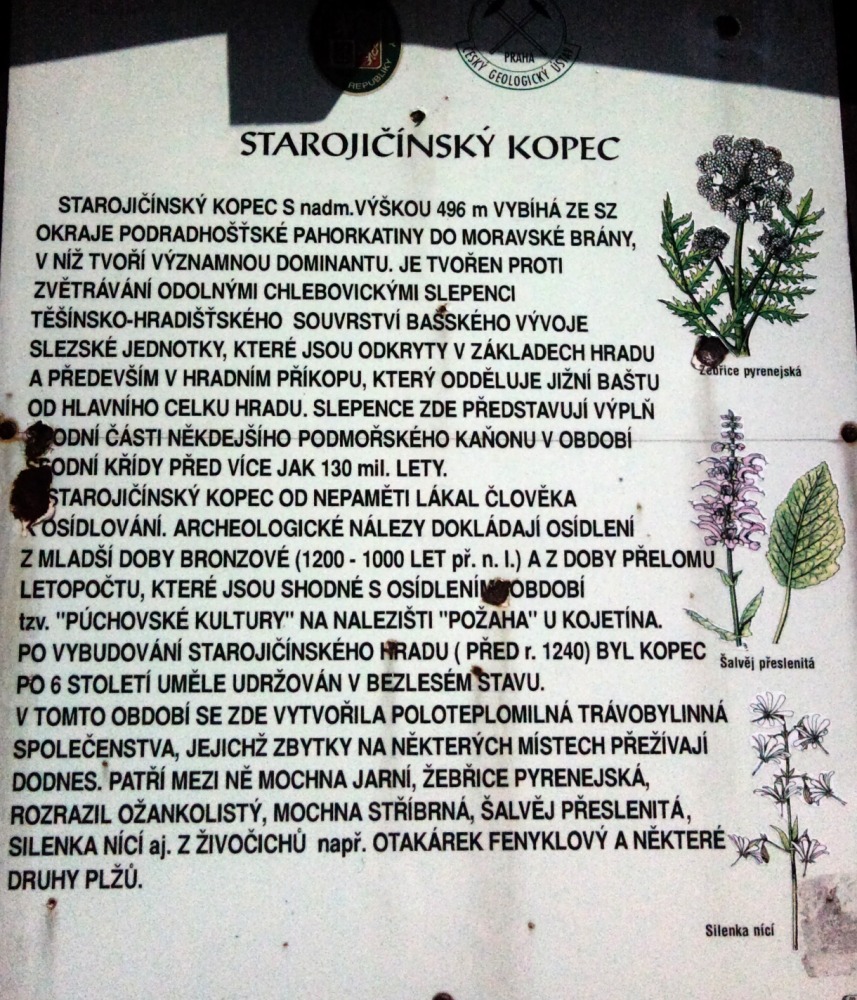 REPUBLIKY
PRAHA
ČESKÝ GEOLOGICKÝ ÚSTAV
STAROJIČÍNSKÝ KOPEC
STAROJIČÍNSKÝ KOPEC S nadm.VÝŠKOU 496 m VYBÍHÁ ZE SZ
OKRAJE PODRADHOŠŤSKÉ PAHORKATINY DO MORAVSKÉ BRÁNY,
V NÍŽ TVOŘÍ VÝZNAMNOU DOMINANTU. JE TVOŘEN PROTI
ZVĚTRÁVÁNÍ ODOLNÝMI CHLEBOVICKÝMI SLEPENCI
TĚŠÍNSKO-HRADIŠŤSKÉHO SOUVRSTVÍ BAŠSKÉHO VÝVOJE
SLEZSKÉ JEDNOTKY, KTERÉ JSOU ODKRYTY V ZÁKLADECH HRADU
A PŘEDEVŠÍM V HRADNÍM PŘÍKOPU, KTERÝ ODDĚLUJE JIŽNÍ BAŠTU
OD HLAVNÍHO CELKU HRADU. SLEPENCE ZDE PŘEDSTAVUJÍ VÝPLŇ
ČÁSTI NĚKDEJŠÍHO PODMOŘSKÉHO KAŇONU V OBDOBÍ
KŘÍDY PŘED VÍCE JAK 130 mil. LETY.
STAROJIČÍNSKÝ KOPEC OD NEPAMĚTI LÁKAL ČLOVĚKA
K OSÍDLOVÁNÍ. ARCHEOLOGICKÉ NÁLEZY DOKLÁDAJÍ OSÍDLENÍ
Z MLADŠÍ DOBY BRONZOVÉ (1200 - 1000 LET př. n. l.) A Z DOBY PŘELOMU
LETOPOČTU, KTERÉ JSOU SHODNÉ S OSÍDLENÍM OBDOBÍ
tzv. "PÚCHOVSKÉ KULTURY" NA NALEZIŠTI "POŽAHA" U KOJETÍNA.
PO VYBUDOVÁNÍ STAROJIČÍNSKÉHO HRADU ( PŘED r. 1240) BYL KOPEC
PO 6 STOLETÍ UMĚLE UDRŽOVÁN V BEZLESÉM STAVU.
V TOMTO OBDOBÍ SE ZDE VYTVOŘILA POLOTEPLOMILNÁ TRÁVOBYLINNÁ
SPOLEČENSTVA, JEJICHŽ ZBYTKY NA NĚKTERÝCH MÍSTECH PŘEŽÍVAJÍ
DODNES. PATŘÍ MEZI NĚ MOCHNA JARNÍ, ŽEBŘICE PYRENEJSKÁ,
ROZRAZIL OŽANKOLISTÝ, MOCHNA STŘÍBRNÁ, ŠALVĚJ PŘESLENITÁ,
SILENKA NÍCÍ aj. Z ŽIVOČICHŮ např. OTAKÁREK FENYKLOVÝ A NĚKTERÉ
DRUHY PLŽŮ.
Žebřice pyrenejská
Šalvěj přeslenitá
Silenka nící